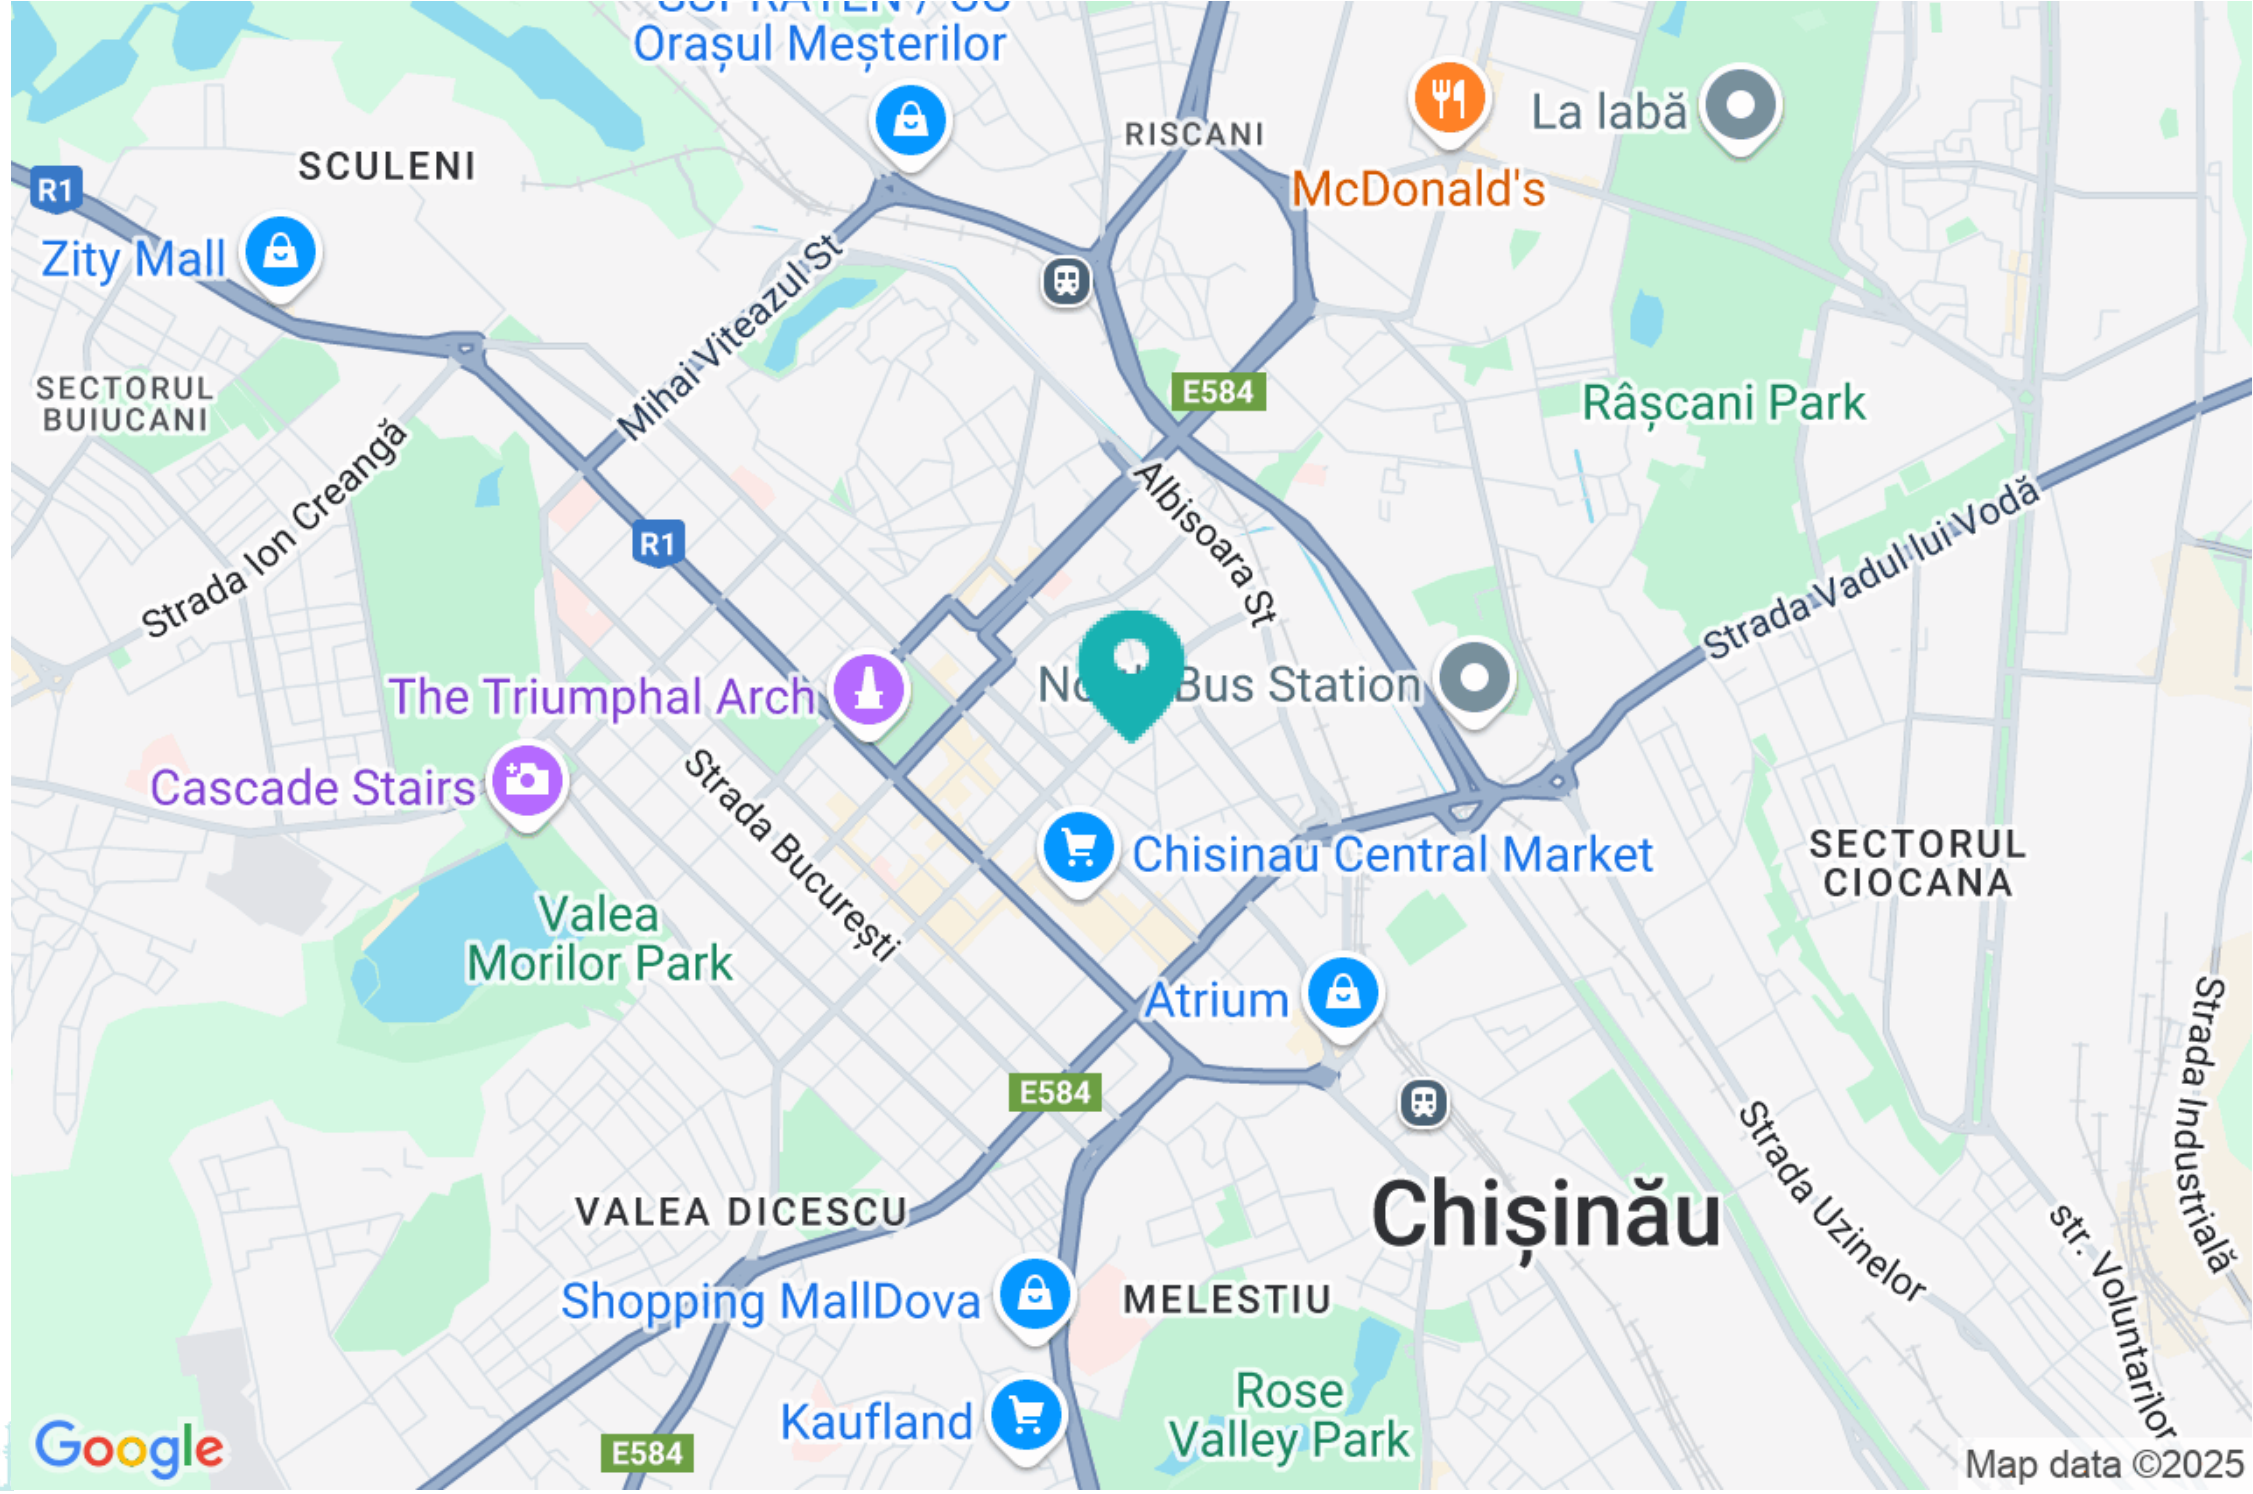 Orașul Meșterilor
RISCANI
La labă
McDonald's
SCULENI
R1
Zity Mall
Mihai Viteazul St
SECTORUL
BUIUCANI
E584
Râșcani Park
Strada Ion Creangă
R1
Albisoara St
Strada Vadul lui Vodă
The Triumphal Arch
Bus Station
Cascade Stairs
Strada București
Chisinau Central Market
SECTORUL
CIOCANA
Valea
Morilor Park
Atrium
E584
Strada Industrială
Strada Uzinelor
VALEA DICESCU
Chișinău
str. Voluntarilor
Shopping MallDova
MELESTIU
Rose
Valley Park
Kaufland
Google
E584
Map data ©2025